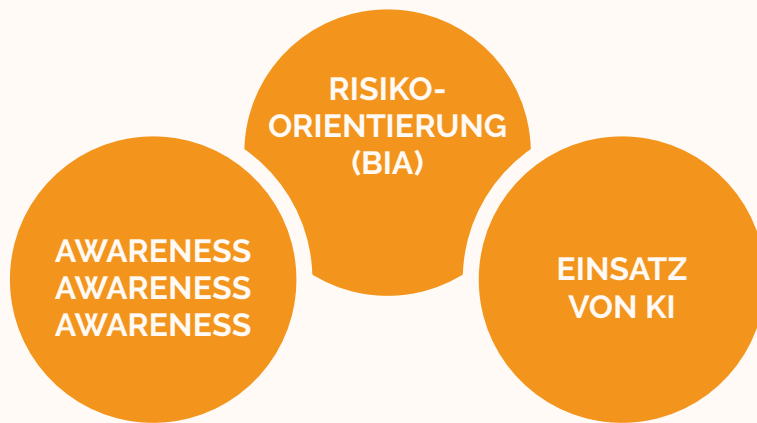 RISIKO-
ORIENTIERUNG
(BIA)
AWARENESS
AWARENESS
AWARENESS
EINSATZ
VON KI